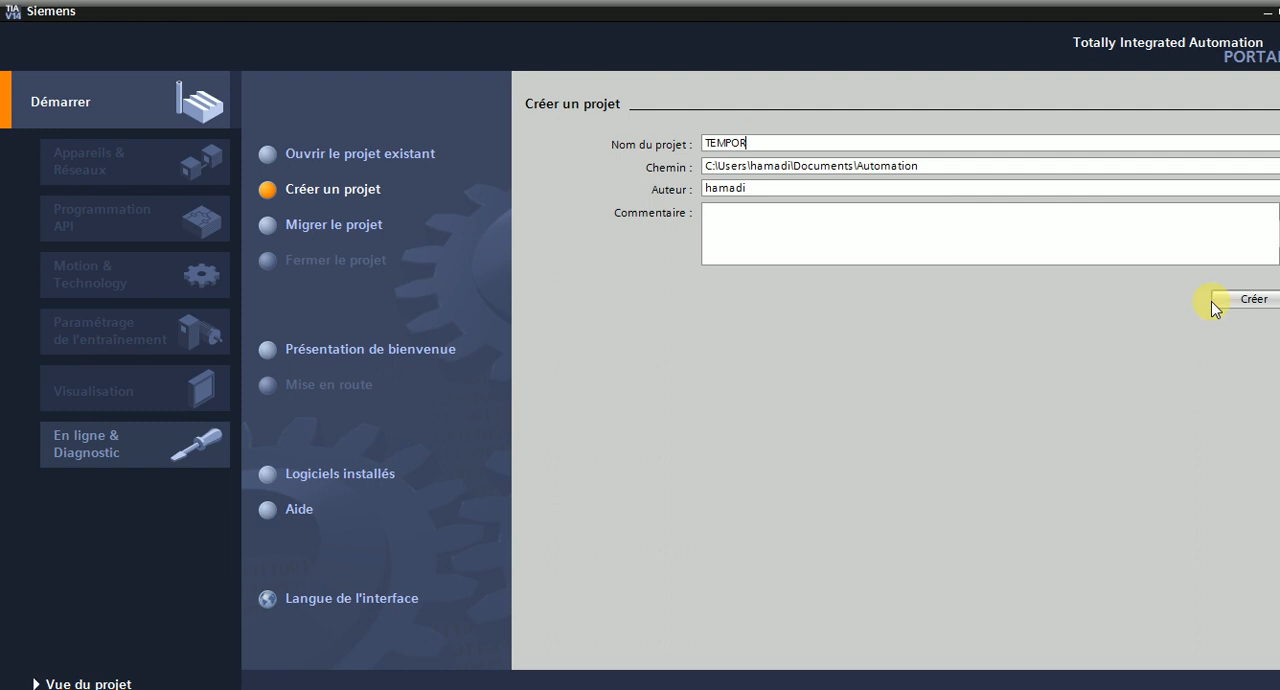 TIA
V14
Siemens
Totally Integrated Automation
PORTA
Démarrer
Appareils &
Réseaux
Programmation
API
Motion &
Technology
Paramétrage
de l'entraînement
Visualisation
En ligne &
Diagnostic
Vue du projet
Ouvrir le projet existant
Créer un projet
Migrer le projet
Fermer le projet
Présentation de bienvenue
Mise en route
Logiciels installés
Aide
Langue de l'interface
Créer un projet
Nom du projet : TEMPOR
Chemin : C:\Users\hamadi\Documents\Automation
Auteur : hamadi
Commentaire :
Créer